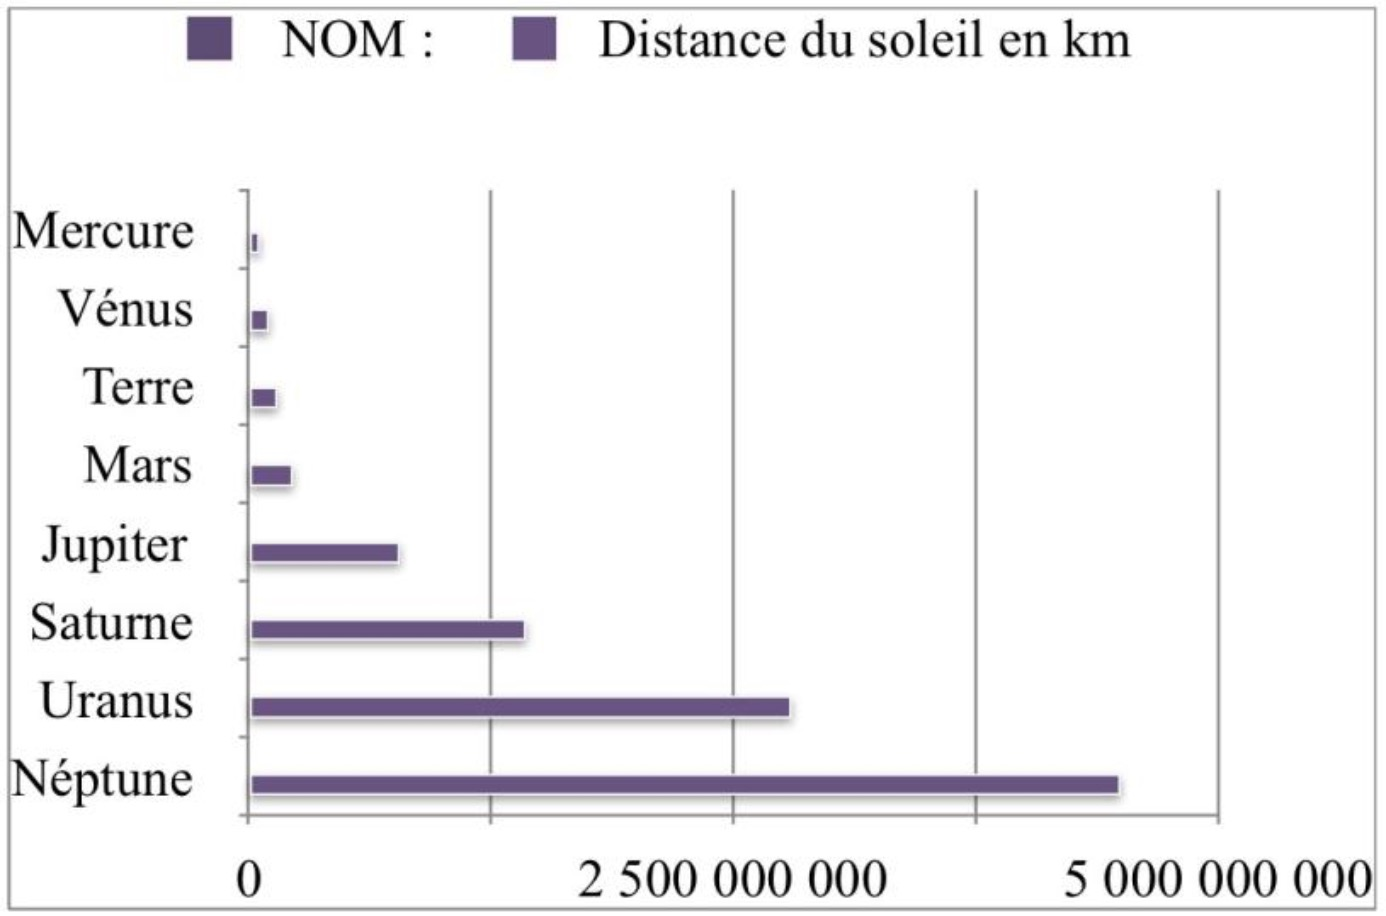 NOM : Distance du soleil en km
Mercure
Vénus
Terre
Mars
Jupiter
Saturne
Uranus
Néptune
0 2 500 000 000 5 000 000 000